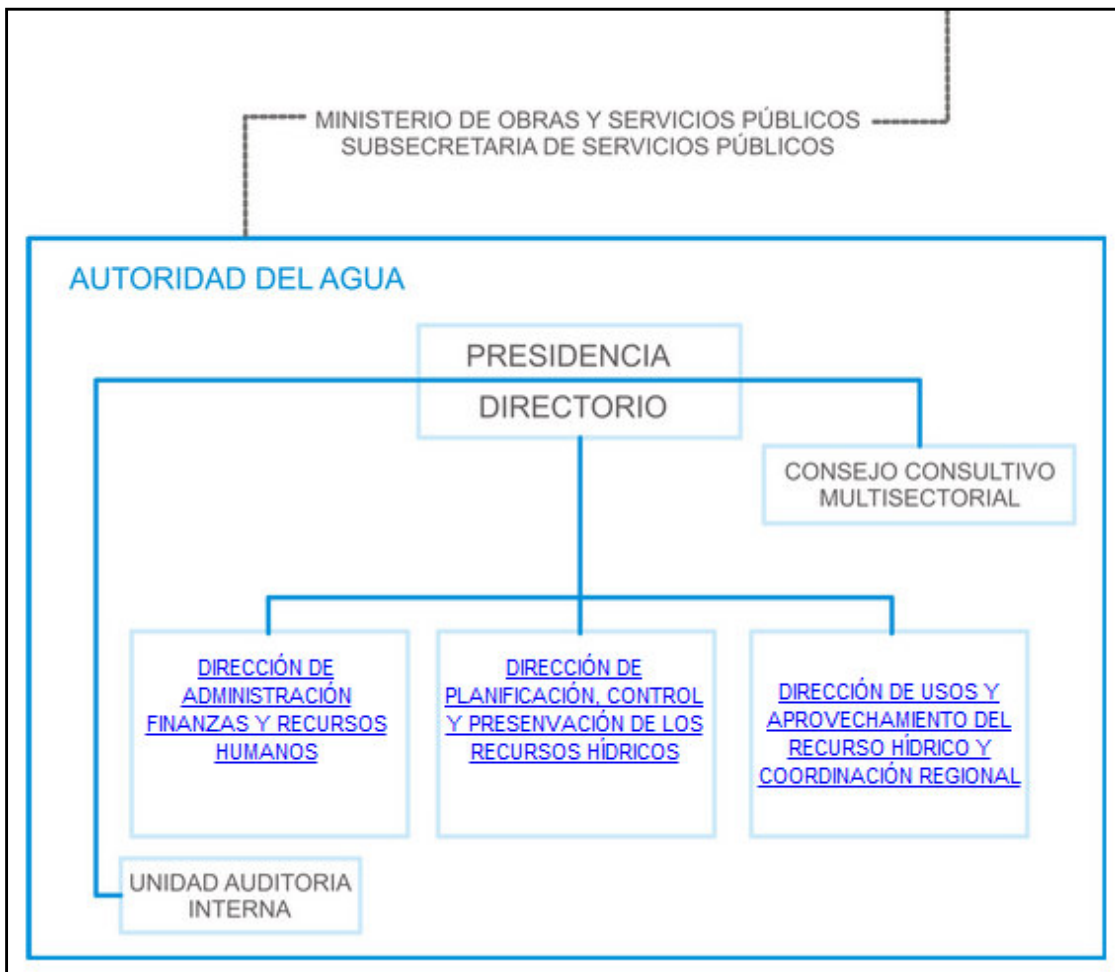 MINISTERIO DE OBRAS Y SERVICIOS PÚBLICOS
SUBSECRETARIA DE SERVICIOS PÚBLICOS
AUTORIDAD DEL AGUA
PRESIDENCIA
DIRECTORIO
CONSEJO CONSULTIVO
MULTISECTORIAL
DIRECCIÓN DE
ADMINISTRACIÓN
FINANZAS Y RECURSOS
HUMANOS
DIRECCIÓN DE
PLANIFICACIÓN, CONTROL
Y PRESENVACIÓN DE LOS
RECURSOS HÍDRICOS
DIRECCIÓN DE USOS Y
APROVECHAMIENTO DEL
RECURSO HÍDRICO Y
COORDINACIÓN REGIONAL
UNIDAD AUDITORIA
INTERNA